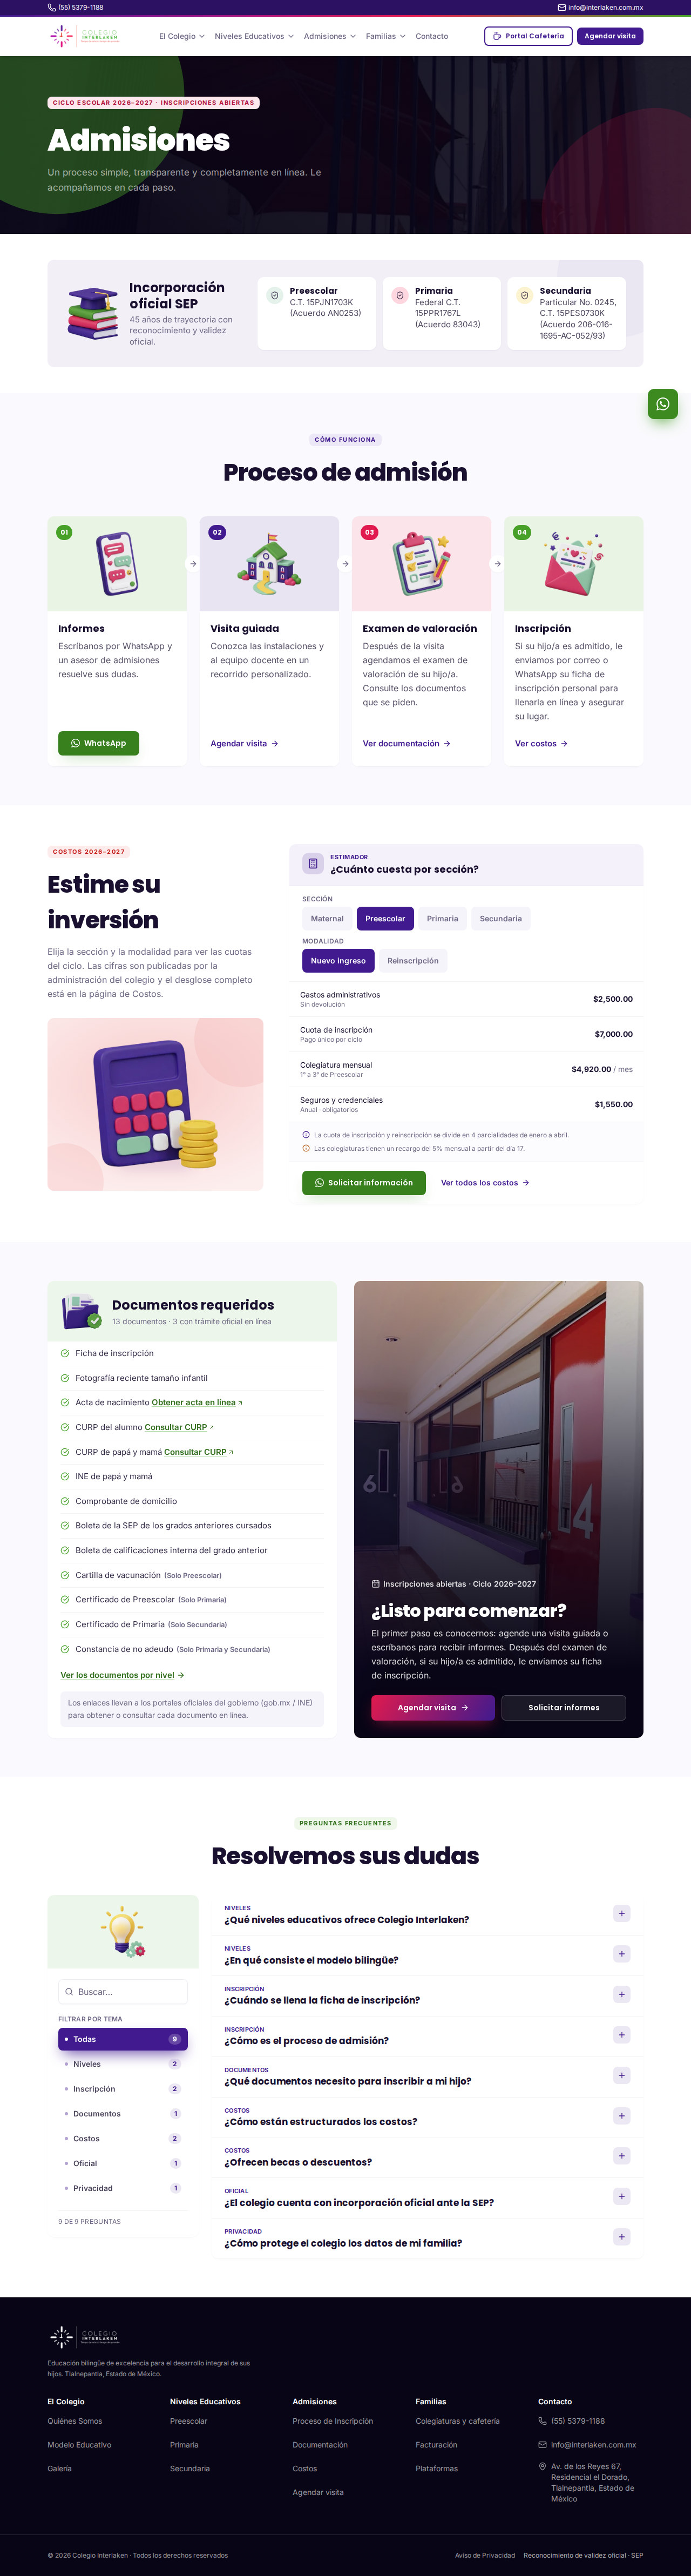 (55) 5379-1188
info@interlaken.com.mx
COLEGIO
INTERLAKEN
El Colegio
Niveles Educativos
Admisiones
Familias
Contacto
Portal Cafetería
Agendar visita
CICLO ESCOLAR 2026–2027 · INSCRIPCIONES ABIERTAS
Admisiones
Un proceso simple, transparente y completamente en línea. Le
acompañamos en cada paso.
Incorporación
oficial SEP
45 años de trayectoria con
reconocimiento y validez
oficial.
Preescolar
C.T. 15PJN1703K
(Acuerdo AN0253)
Primaria
Federal C.T.
15PPR1767L
(Acuerdo 83043)
Secundaria
Particular No. 0245,
C.T. 15PES0730K
(Acuerdo 206-016-
1695-AC-052/93)
CÓMO FUNCIONA
Proceso de admisión
01
Informes
Escríbanos por WhatsApp y
un asesor de admisiones
resuelve sus dudas.
WhatsApp
02
Visita guiada
Conozca las instalaciones y
al equipo docente en un
recorrido personalizado.
Agendar visita
03
Examen de valoración
Después de la visita
agendamos el examen de
valoración de su hijo/a.
Consulte los documentos
que se piden.
Ver documentación
04
Inscripción
Si su hijo/a es admitido, le
enviamos por correo o
WhatsApp su ficha de
inscripción personal para
llenarla en línea y asegurar
su lugar.
Ver costos
COSTOS 2026–2027
Estime su
inversión
Elija la sección y la modalidad para ver las cuotas
del ciclo. Las cifras son publicadas por la
administración del colegio y el desglose completo
está en la página de Costos.
ESTIMADOR
¿Cuánto cuesta por sección?
SECCIÓN
Maternal
Preescolar
Primaria
Secundaria
MODALIDAD
Nuevo ingreso
Reinscripción
Gastos administrativos
Sin devolución
$2,500.00
Cuota de inscripción
Pago único por ciclo
$7,000.00
Colegiatura mensual
1° a 3° de Preescolar
$4,920.00 / mes
Seguros y credenciales
Anual · obligatorios
$1,550.00
La cuota de inscripción y reinscripción se divide en 4 parcialidades de enero a abril.
Las colegiaturas tienen un recargo del 5% mensual a partir del día 17.
Solicitar información
Ver todos los costos
Documentos requeridos
13 documentos · 3 con trámite oficial en línea
Ficha de inscripción
Fotografía reciente tamaño infantil
Acta de nacimiento Obtener acta en línea
CURP del alumno Consultar CURP
CURP de papá y mamá Consultar CURP
INE de papá y mamá
Comprobante de domicilio
Boleta de la SEP de los grados anteriores cursados
Boleta de calificaciones interna del grado anterior
Cartilla de vacunación (Solo Preescolar)
Certificado de Preescolar (Solo Primaria)
Certificado de Primaria (Solo Secundaria)
Constancia de no adeudo (Solo Primaria y Secundaria)
Ver los documentos por nivel
Los enlaces llevan a los portales oficiales del gobierno (gob.mx / INE)
para obtener o consultar cada documento en línea.
6
Inscripciones abiertas · Ciclo 2026–2027
¿Listo para comenzar?
El primer paso es conocernos: agende una visita guiada o
escríbanos para recibir informes. Después del examen de
valoración, si su hijo/a es admitido, le enviamos su ficha
de inscripción.
Agendar visita
Solicitar informes
PREGUNTAS FRECUENTES
Resolvemos sus dudas
Buscar...
FILTRAR POR TEMA
Todas 9
Niveles 2
Inscripción 2
Documentos 1
Costos 2
Oficial 1
Privacidad 1
9 DE 9 PREGUNTAS
NIVELES
¿Qué niveles educativos ofrece Colegio Interlaken?
NIVELES
¿En qué consiste el modelo bilingüe?
INSCRIPCIÓN
¿Cuándo se llena la ficha de inscripción?
INSCRIPCIÓN
¿Cómo es el proceso de admisión?
DOCUMENTOS
¿Qué documentos necesito para inscribir a mi hijo?
COSTOS
¿Cómo están estructurados los costos?
COSTOS
¿Ofrecen becas o descuentos?
OFICIAL
¿El colegio cuenta con incorporación oficial ante la SEP?
PRIVACIDAD
¿Cómo protege el colegio los datos de mi familia?
COLEGIO
INTERLAKEN
Educación bilingüe de excelencia para el desarrollo integral de sus
hijos. Tlalnepantla, Estado de México.
El Colegio
Quiénes Somos
Modelo Educativo
Galería
Niveles Educativos
Preescolar
Primaria
Secundaria
Admisiones
Proceso de Inscripción
Documentación
Costos
Agendar visita
Familias
Colegiaturas y cafetería
Facturación
Plataformas
Contacto
(55) 5379-1188
info@interlaken.com.mx
Av. de los Reyes 67,
Residencial el Dorado,
Tlalnepantla, Estado de
México
© 2026 Colegio Interlaken · Todos los derechos reservados
Aviso de Privacidad
Reconocimiento de validez oficial · SEP